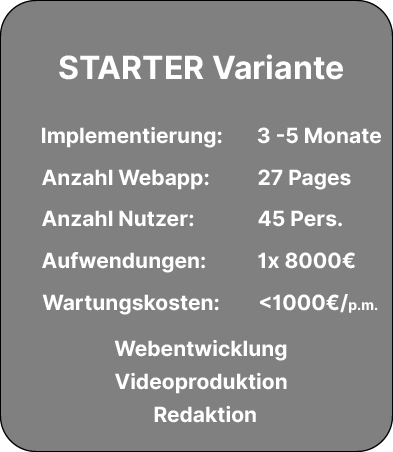 STARTER Variante
Implementierung: 3 -5 Monate
Anzahl Webapp: 27 Pages
Anzahl Nutzer: 45 Pers.
Aufwendungen: 1x 8000€
Wartungskosten: <1000€/p.m.
Webentwicklung
Videoproduktion
Redaktion